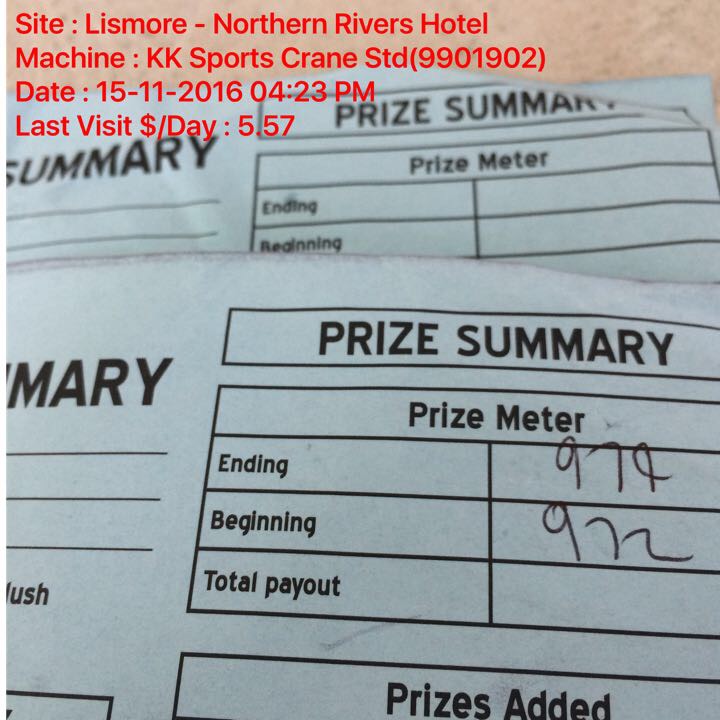 Site : Lismore - Northern Rivers Hotel
Machine : KK Sports Crane Std(9901902)
Date : 15-11-2016 04:23 PM
Last Visit $/Day : 5.57
PRIZE SUMMARY
SUMMARY
Prize Meter
Ending
Beginning
PRIZE SUMMARY
MMARY
Prize Meter
Ending 974
Beginning 972
Total payout
lush
Prizes Added